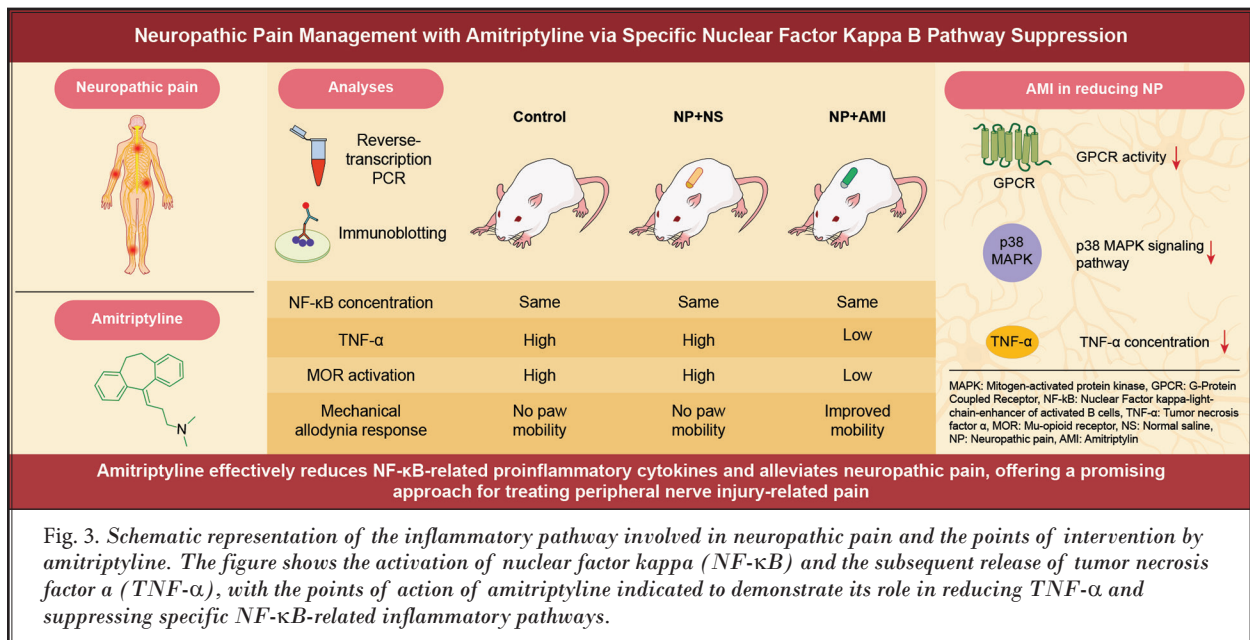 Neuropathic Pain Management with Amitriptyline via Specific Nuclear Factor Kappa B Pathway Suppression
Neuropathic pain
Amitriptyline
N
Analyses
Reverse-
transcription
PCR
Immunoblotting
Control
NP+NS
NP+AMI
NF-κB concentration Same Same Same
TNF-α High High Low
MOR activation High High Low
Mechanical
allodynia response
No paw
mobility
No paw
mobility
Improved
mobility
AMI in reducing NP
GPCR
GPCR activity
p38
MAPK
p38 MAPK signaling
pathway
TNF-α
TNF-α concentration
MAPK: Mitogen-activated protein kinase, GPCR: G-Protein
Coupled Receptor, NF-kB: Nuclear Factor kappa-light-
chain-enhancer of activated B cells, TNF-α: Tumor necrosis
factor α, MOR: Mu-opioid receptor, NS: Normal saline,
NP: Neuropathic pain, AMI: Amitriptylin
Amitriptyline effectively reduces NF-κB-related proinflammatory cytokines and alleviates neuropathic pain, offering a promising
approach for treating peripheral nerve injury-related pain
Fig. 3. Schematic representation of the inflammatory pathway involved in neuropathic pain and the points of intervention by
amitriptyline. The figure shows the activation of nuclear factor kappa (NF-κB) and the subsequent release of tumor necrosis
factor a (TNF-α), with the points of action of amitriptyline indicated to demonstrate its role in reducing TNF-α and
suppressing specific NF-κB-related inflammatory pathways.